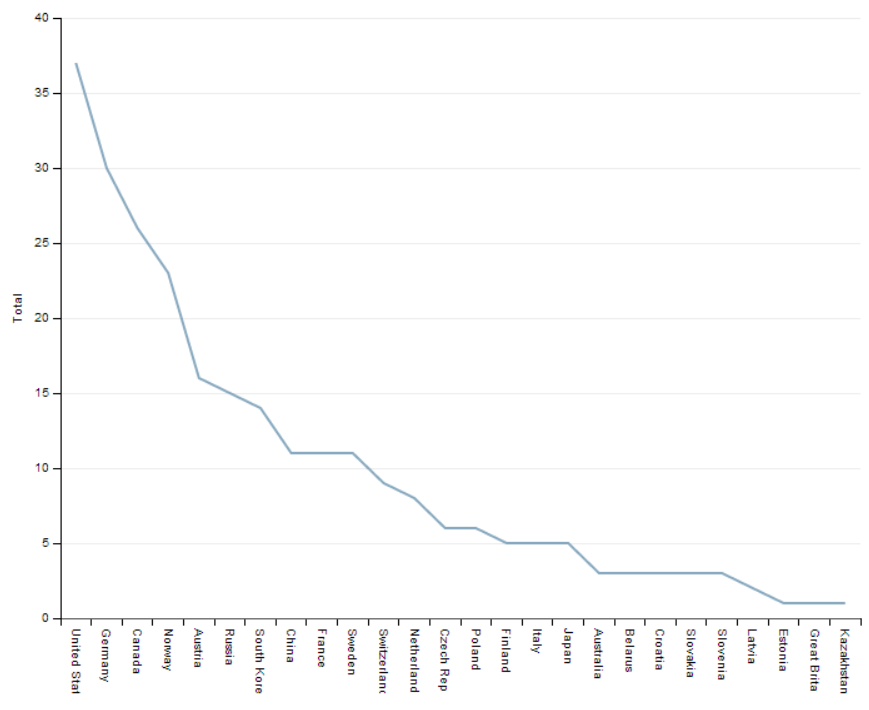 40
35
30
25
20
15
10
5
0
Total
United Stat
Germany
Canada
Norway
Austria
Russia
South Kore
China
France
Sweden
Switzerland
Netherland
Czech Rep
Poland
Finland
Italy
Japan
Australia
Belarus
Croatia
Slovakia
Slovenia
Latvia
Estonia
Great Brita
Kazakhstan